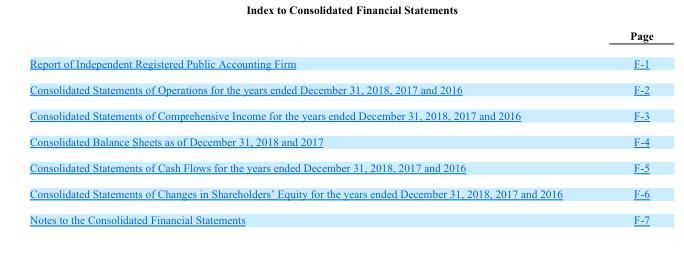 Index to Consolidated Financial Statements
Page
Report of Independent Registered Public Accounting Firm F-1
Consolidated Statements of Operations for the years ended December 31, 2018, 2017 and 2016 F-2
Consolidated Statements of Comprehensive Income for the years ended December 31, 2018, 2017 and 2016 F-3
Consolidated Balance Sheets as of December 31, 2018 and 2017 F-4
Consolidated Statements of Cash Flows for the years ended December 31, 2018, 2017 and 2016 F-5
Consolidated Statements of Changes in Shareholders’ Equity for the years ended December 31, 2018, 2017 and 2016 F-6
Notes to the Consolidated Financial Statements F-7